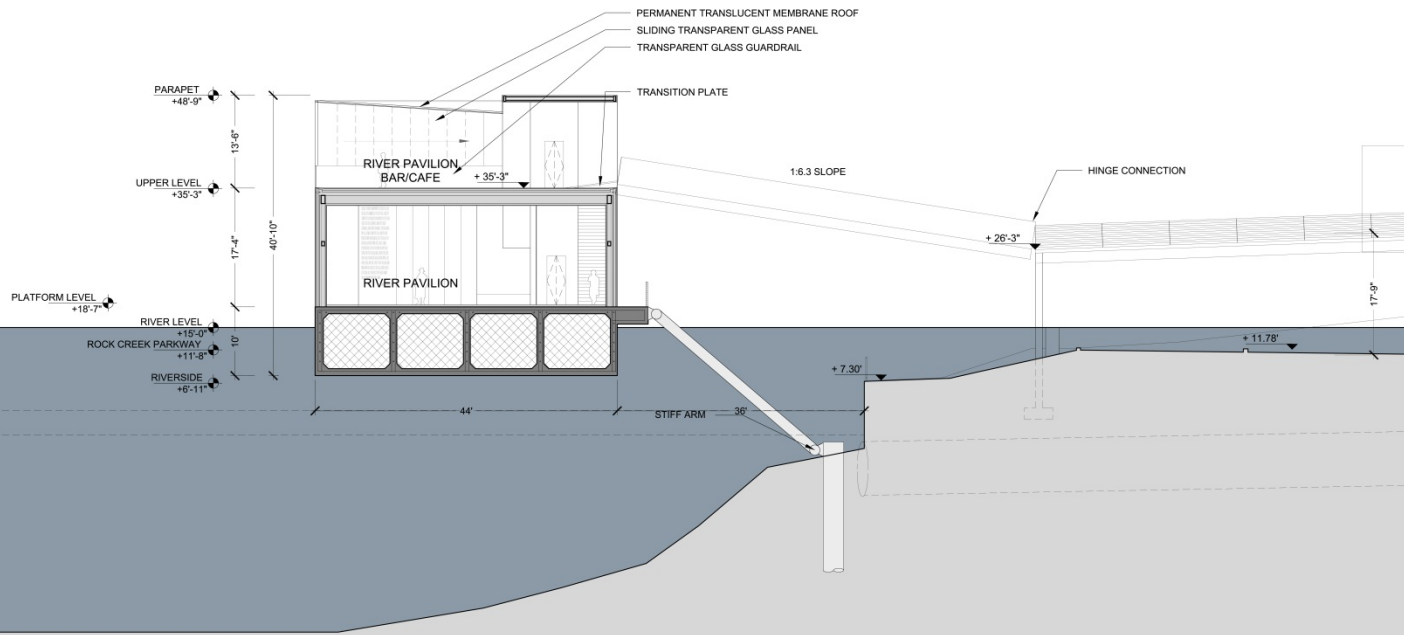 PERMANENT TRANSLUCENT MEMBRANE ROOF
SLIDING TRANSPARENT GLASS PANEL
TRANSPARENT GLASS GUARDRAIL
TRANSITION PLATE
PARAPET
+48'-9"
13'-6"
RIVER PAVILION
BAR/CAFE
+ 35'-3"
UPPER LEVEL
+35'-3"
1:6.3 SLOPE
HINGE CONNECTION
17'-4"
40'-10"
+ 26'-3"
17'-9"
RIVER PAVILION
PLATFORM LEVEL
+18'-7"
RIVER LEVEL
+15'-0"
10'
ROCK CREEK PARKWAY
+11'-8"
+ 11.78'
RIVERSIDE
+6'-11"
+ 7.30'
44'
STIFF ARM
36'